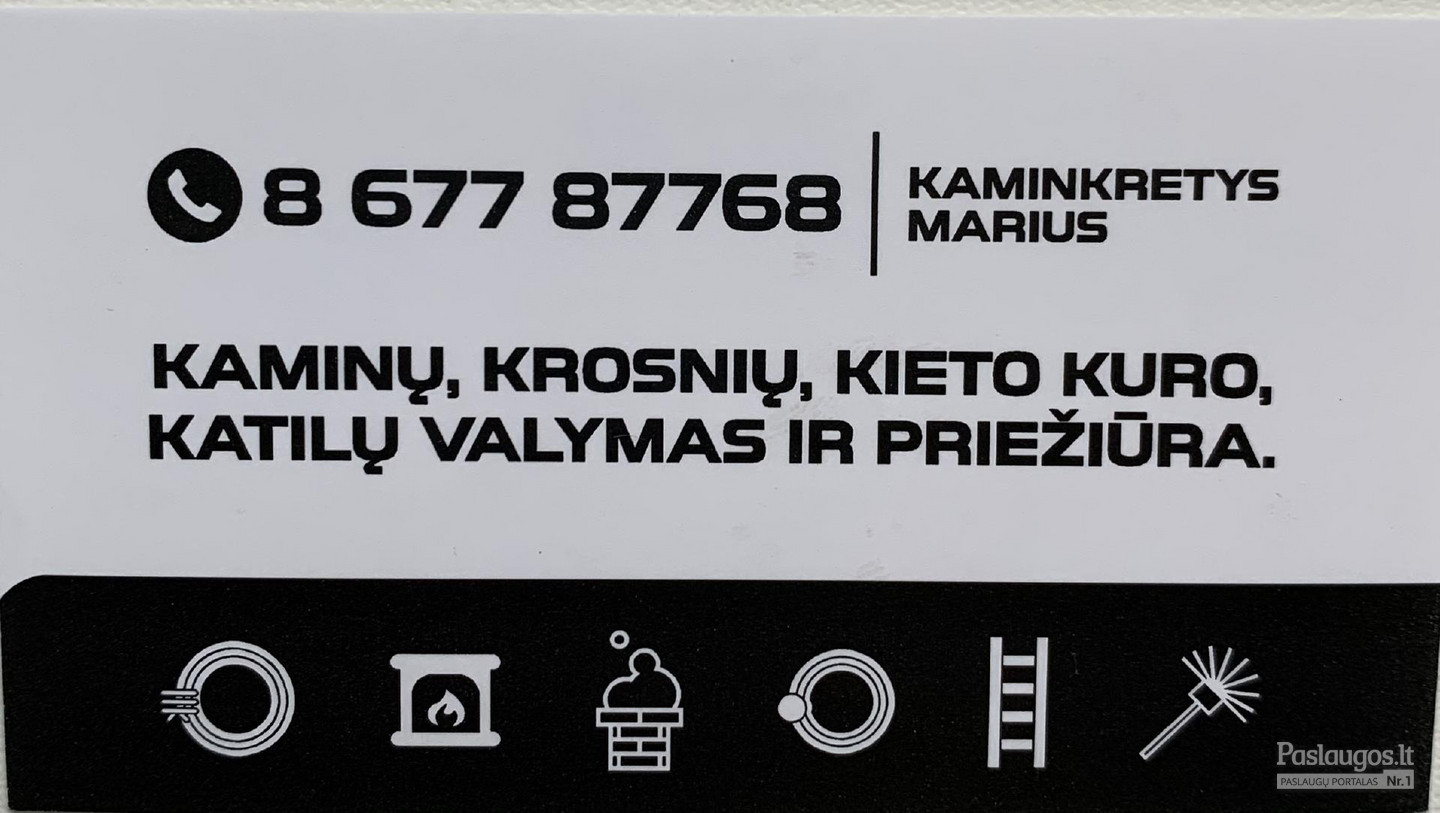 8 677 87768
KAMINKRETYS
MARIUS
KAMINŲ, KROSNIŲ, KIETO KURO,
KATILŲ VALYMAS IR PRIEŽIŪRA.
Paslaugos.lt
PASLAUGŲ PORTALAS Nr.1